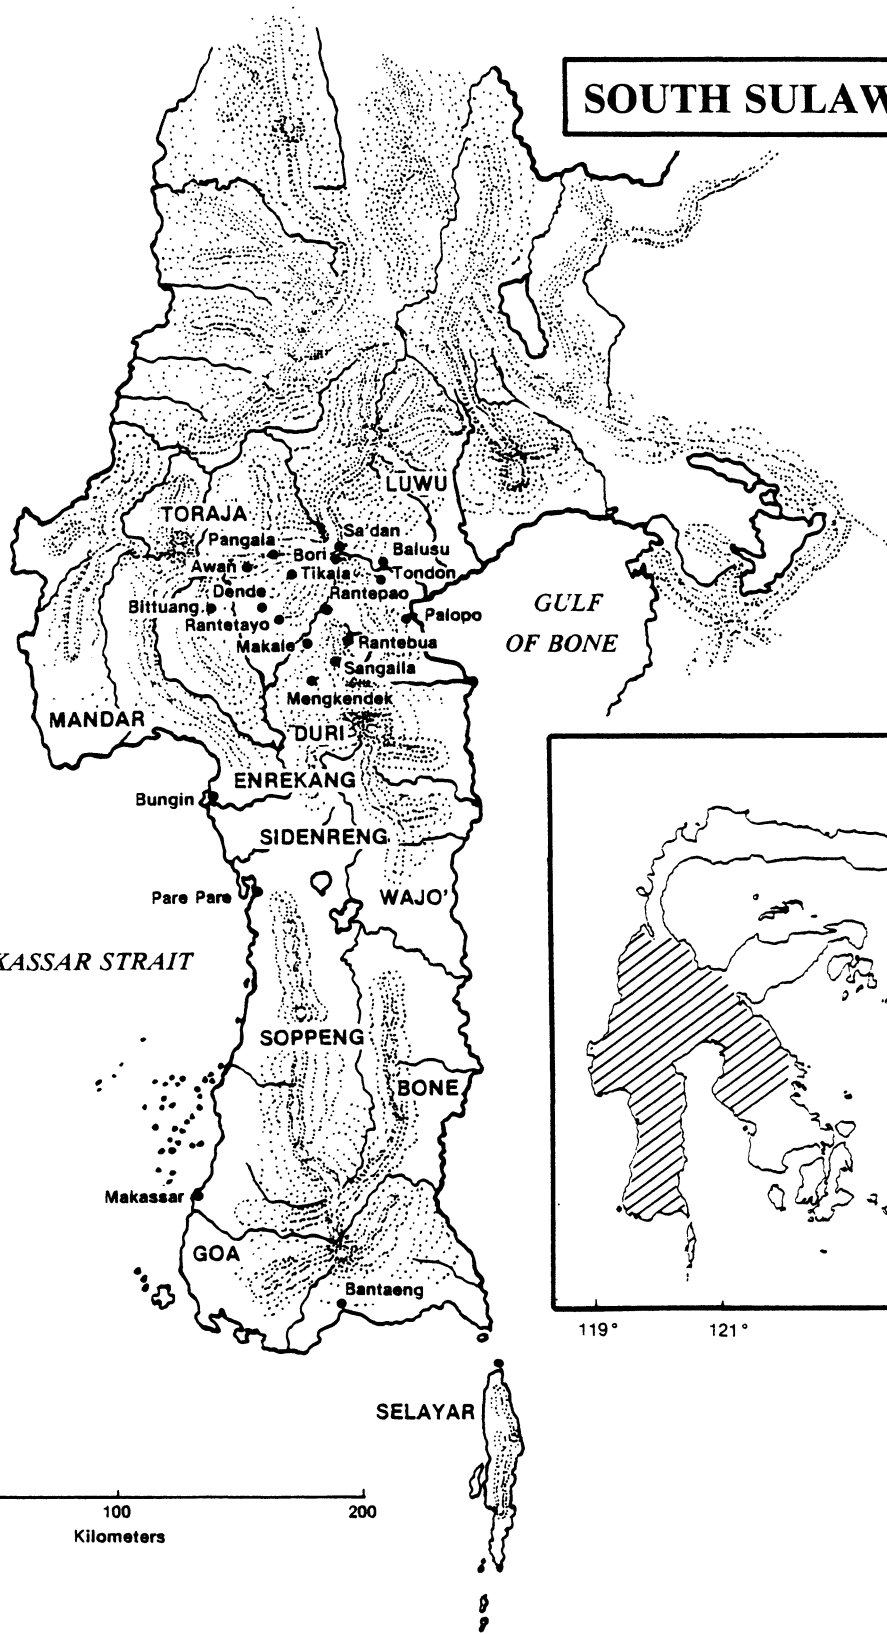 SOUTH SULAW
LUWU
TORAJA
Sa'dan
Pangala
Bori
Balusu
Awan
Tikala
Tondon
Dende
Rantepao
Bittuang
Palopo
Rantetayo
GULF
OF BONE
Makale
Rantebua
Sangalla
Mengkendek
MANDAR
DURI
ENREKANG
Bungin
SIDENRENG
Pare Pare
WAJO'
KASSAR STRAIT
SOPPENG
BONE
Makassar
GOA
Bantaeng
119°
121°
SELAYAR
100
200
Kilometers